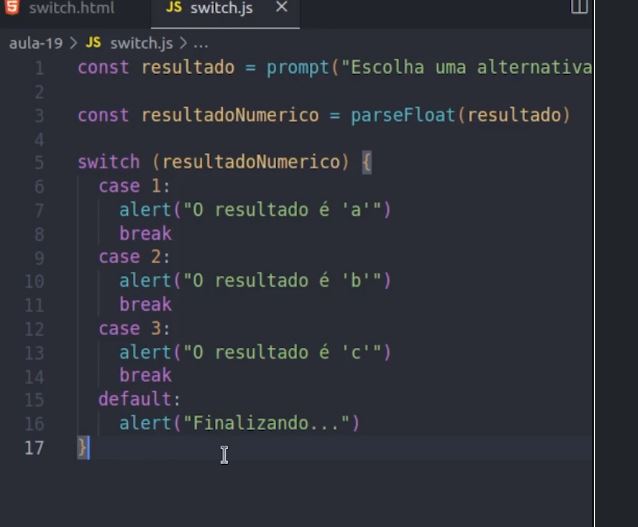 switch.html JS switch.js ×
aula-19 > JS switch.js > ...
1 const resultado = prompt("Escolha uma alternativa
2
3 const resultadoNumerico = parseFloat(resultado)
4
5 switch (resultadoNumerico) {
6 case 1:
7 alert("O resultado é 'a'")
8 break
9 case 2:
10 alert("O resultado é 'b'")
11 break
12 case 3:
13 alert("O resultado é 'c'")
14 break
15 default:
16 alert("Finalizando...")
17 }